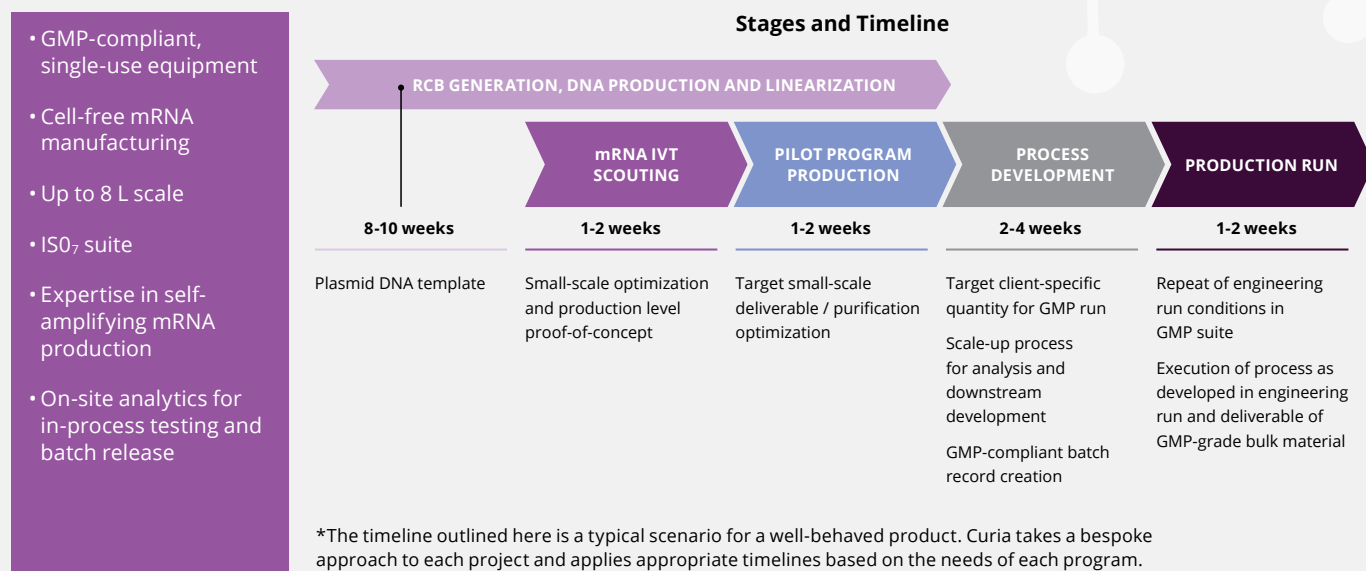 • GMP-compliant,
single-use equipment
• Cell-free mRNA
manufacturing
• Up to 8 L scale
• IS0₇ suite
• Expertise in self-
amplifying mRNA
production
• On-site analytics for
in-process testing and
batch release
Stages and Timeline
RCB GENERATION, DNA PRODUCTION AND LINEARIZATION
mRNA IVT
SCOUTING
PILOT PROGRAM
PRODUCTION
PROCESS
DEVELOPMENT
PRODUCTION RUN
8-10 weeks
Plasmid DNA template
1-2 weeks
Small-scale optimization
and production level
proof-of-concept
1-2 weeks
Target small-scale
deliverable / purification
optimization
2-4 weeks
Target client-specific
quantity for GMP run
Scale-up process
for analysis and
downstream
development
GMP-compliant batch
record creation
1-2 weeks
Repeat of engineering
run conditions in
GMP suite
Execution of process as
developed in engineering
run and deliverable of
GMP-grade bulk material
*The timeline outlined here is a typical scenario for a well-behaved product. Curia takes a bespoke
approach to each project and applies appropriate timelines based on the needs of each program.